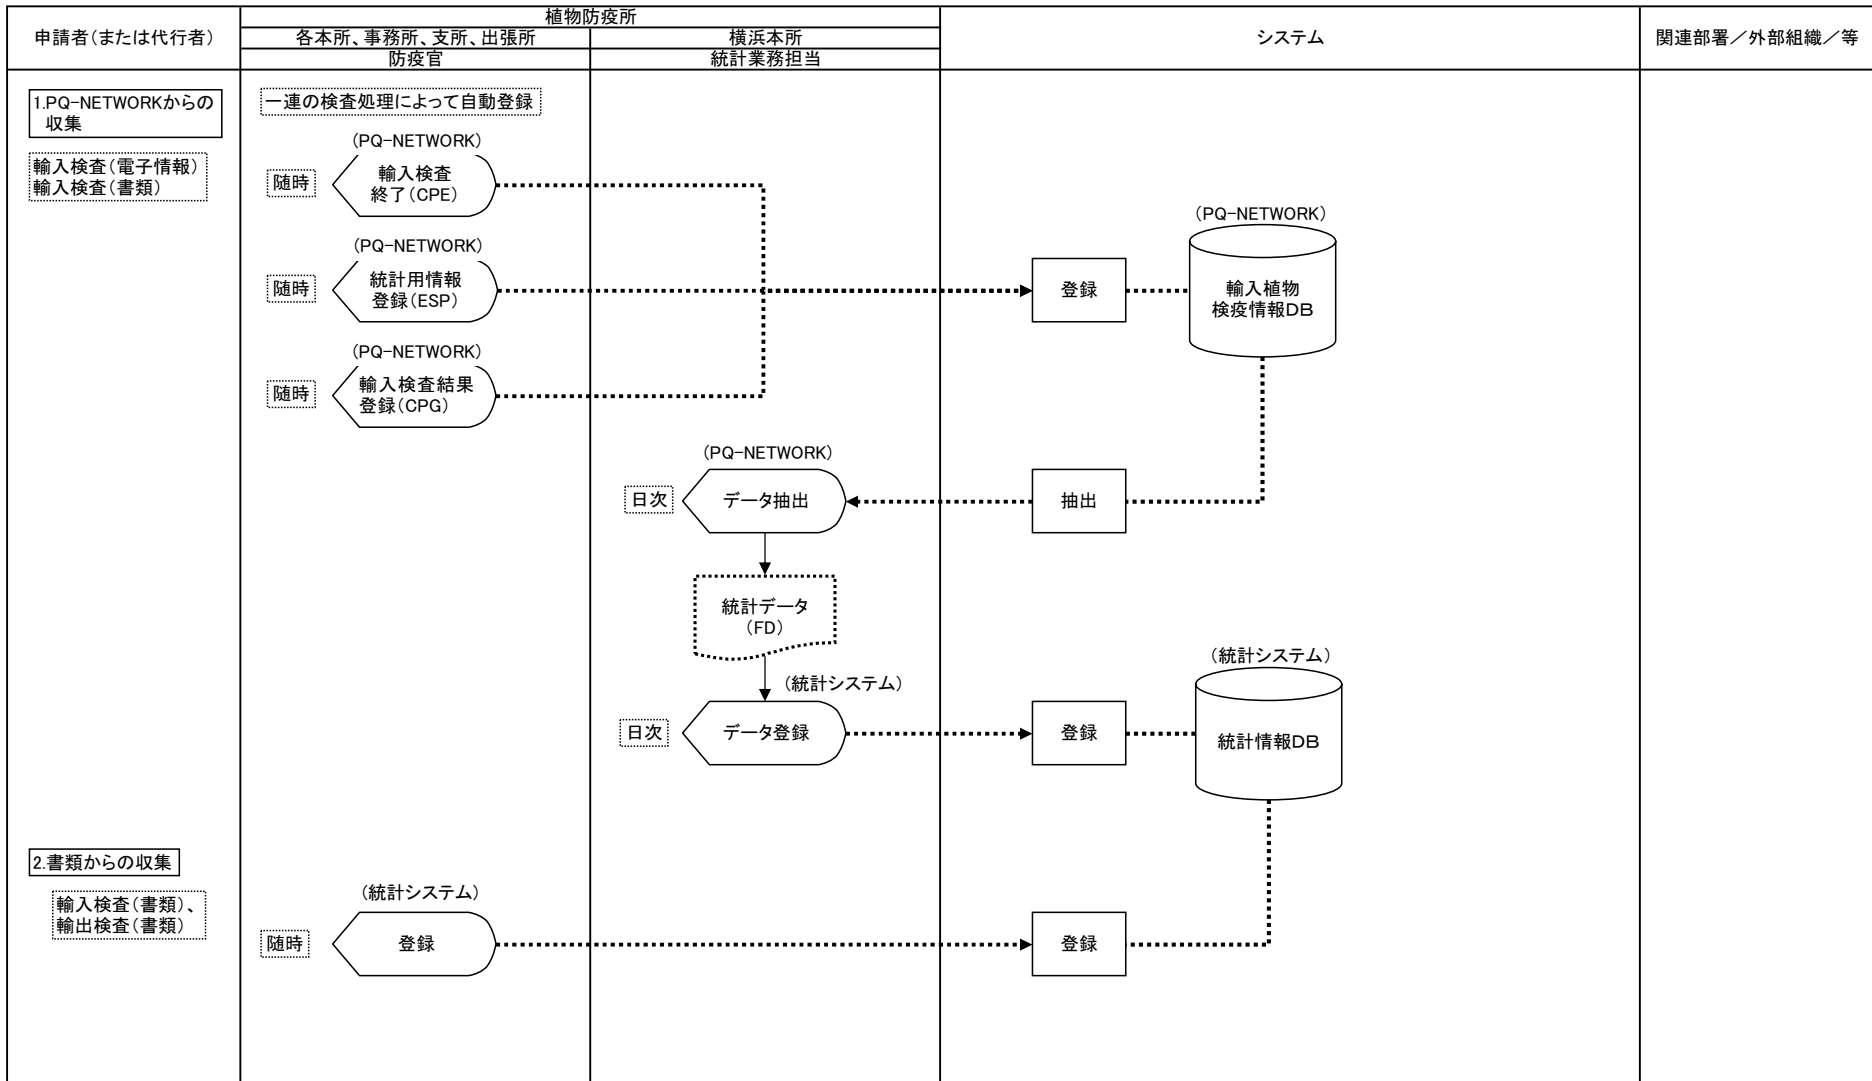 申請者（または代行者）
植物防疫所
各本所、事務所、支所、出張所
防疫官
横浜本所
統計業務担当
システム
関連部署／外部組織／等
1.PQ-NETWORKからの
収集
輸入検査（電子情報）
輸入検査（書類）
一連の検査処理によって自動登録
（PQ-NETWORK）
随時
輸入検査
終了（CPE）
（PQ-NETWORK）
随時
統計用情報
登録（ESP）
登録
（PQ-NETWORK）
輸入植物
検疫情報DB
（PQ-NETWORK）
随時
輸入検査結果
登録（CPG）
（PQ-NETWORK）
日次
データ抽出
抽出
統計データ
（FD）
（統計システム）
日次
データ登録
登録
（統計システム）
統計情報DB
2.書類からの収集
輸入検査（書類）、
輸出検査（書類）
（統計システム）
随時
登録
登録